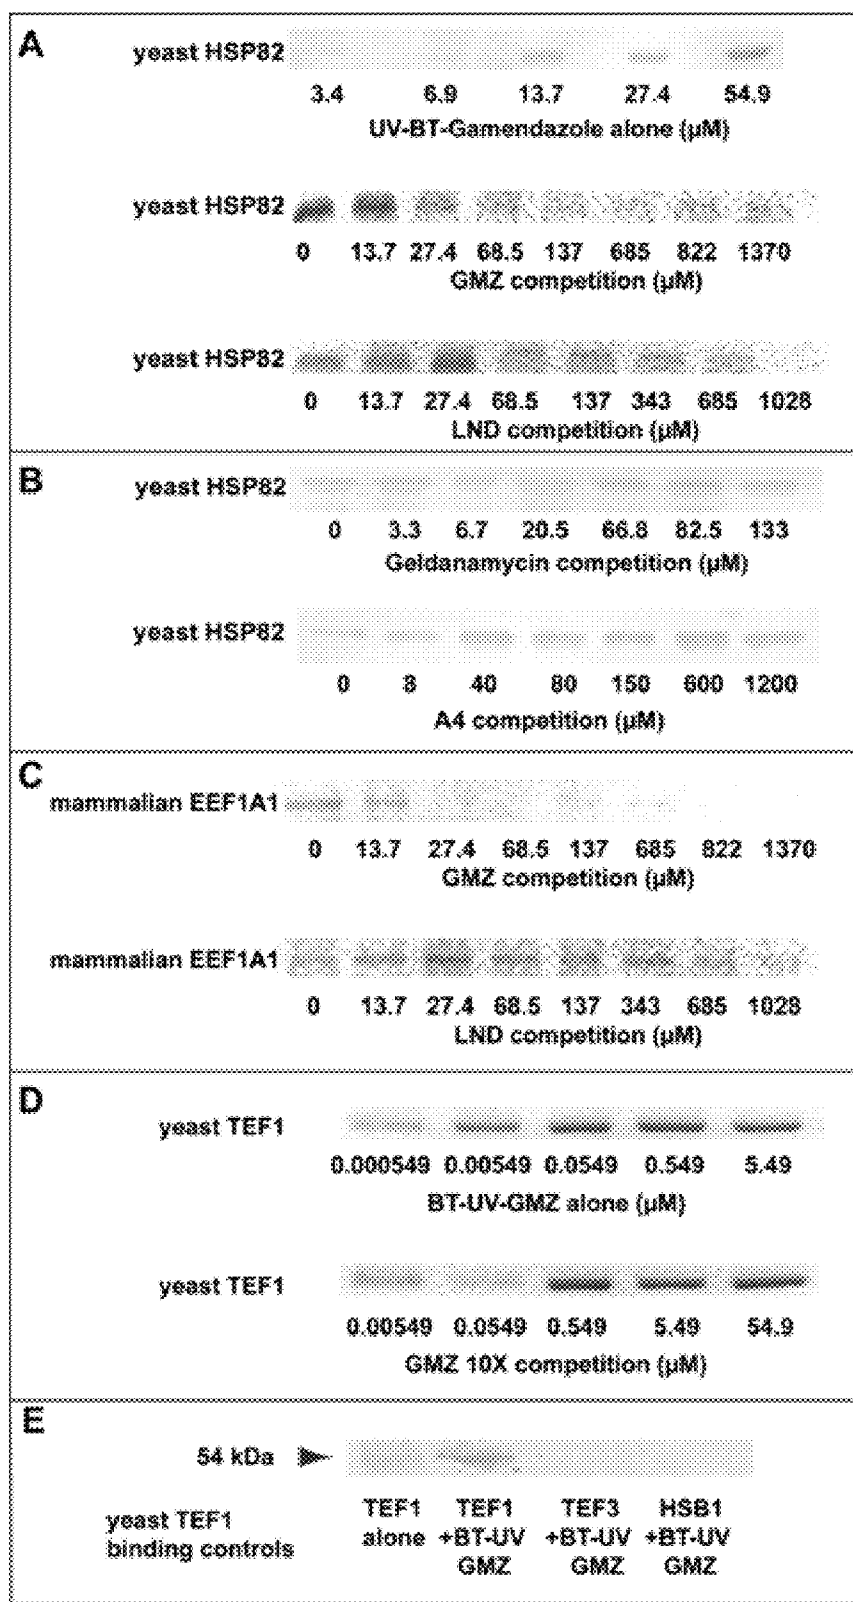 A
yeast HSP82
3.4 6.9 13.7 27.4 54.9
UV-BT-Gamendazole alone (µM)
yeast HSP82
0 13.7 27.4 68.5 137 685 822 1370
GMZ competition (µM)
yeast HSP82
0 13.7 27.4 68.5 137 343 685 1028
LND competition (µM)
B
yeast HSP82
0 3.3 6.7 20.5 66.8 82.5 133
Geldanamycin competition (µM)
yeast HSP82
0 8 40 80 150 600 1200
A4 competition (µM)
C
mammalian EEF1A1
0 13.7 27.4 68.5 137 685 822 1370
GMZ competition (µM)
mammalian EEF1A1
0 13.7 27.4 68.5 137 343 685 1028
LND competition (µM)
D
yeast TEF1
0.000549 0.00549 0.0549 0.549 5.49
BT-UV-GMZ alone (µM)
yeast TEF1
0.00549 0.0549 0.549 5.49 54.9
GMZ 10X competition (µM)
E
54 kDa
yeast TEF1
binding controls
TEF1
alone
TEF1
+BT-UV
GMZ
TEF3
+BT-UV
GMZ
HSB1
+BT-UV
GMZ